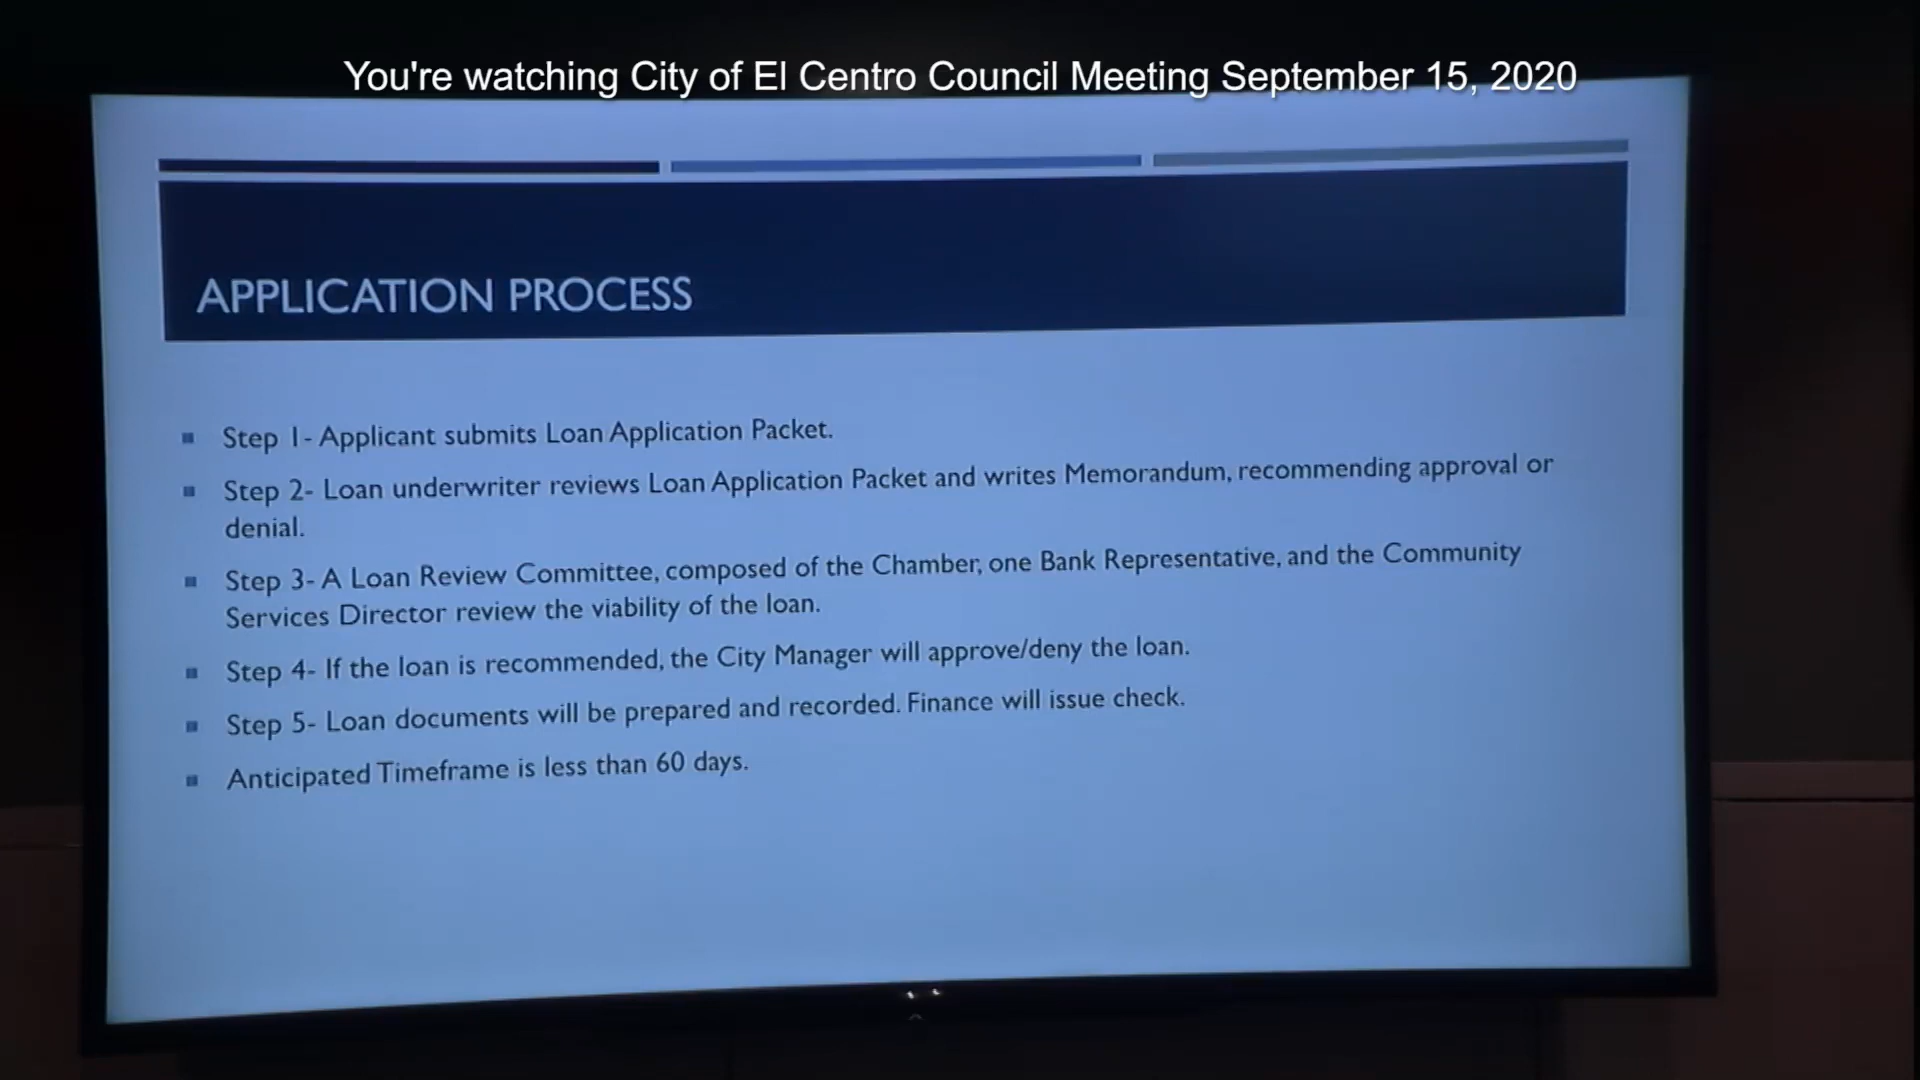 You're watching City of El Centro Council Meeting September 15, 2020
APPLICATION PROCESS
Step 1- Applicant submits Loan Application Packet.
Step 2- Loan underwriter reviews Loan Application Packet and writes Memorandum, recommending approval or
denial.
Step 3- A Loan Review Committee, composed of the Chamber, one Bank Representative, and the Community
Services Director review the viability of the loan.
Step 4- If the loan is recommended, the City Manager will approve/deny the loan.
Step 5- Loan documents will be prepared and recorded. Finance will issue check.
Anticipated Timeframe is less than 60 days.